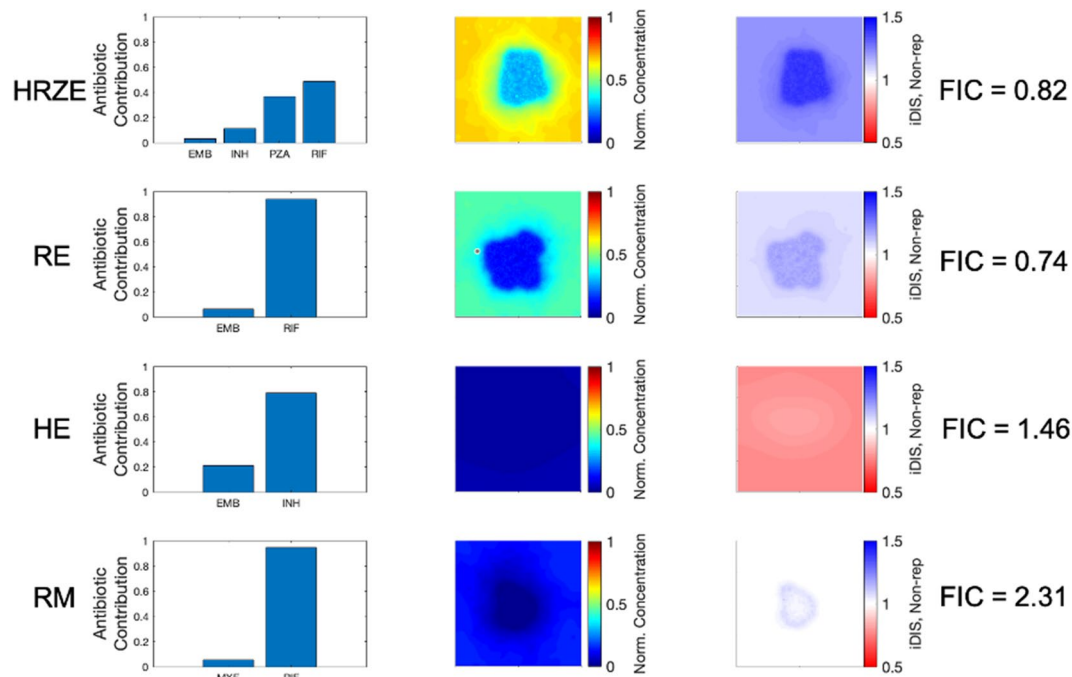 HRZE
Antibiotic
Contribution
1
0.8
0.6
0.4
0.2
0
EMB INH PZA RIF
1
0.5
0
Norm. Concentration
1.5
1
0.5
iDIS, Non-rep
FIC = 0.82
RE
Antibiotic
Contribution
1
0.8
0.6
0.4
0.2
0
EMB RIF
1
0.5
0
Norm. Concentration
1.5
1
0.5
iDIS, Non-rep
FIC = 0.74
HE
Antibiotic
Contribution
1
0.8
0.6
0.4
0.2
0
EMB INH
1
0.5
0
Norm. Concentration
1.5
1
0.5
iDIS, Non-rep
FIC = 1.46
RM
Antibiotic
Contribution
1
0.8
0.6
0.4
0.2
0
MXF RIF
1
0.5
0
Norm. Concentration
1.5
1
0.5
iDIS, Non-rep
FIC = 2.31